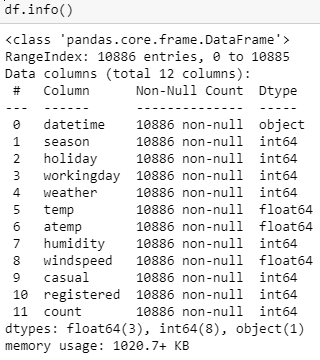 df.info()
<class 'pandas.core.frame.DataFrame'>
RangeIndex: 10886 entries, 0 to 10885
Data columns (total 12 columns):
 #   Column      Non-Null Count  Dtype
---  ------      --------------  -----
 0   datetime    10886 non-null  object
 1   season      10886 non-null  int64
 2   holiday     10886 non-null  int64
 3   workingday  10886 non-null  int64
 4   weather     10886 non-null  int64
 5   temp        10886 non-null  float64
 6   atemp       10886 non-null  float64
 7   humidity    10886 non-null  int64
 8   windspeed   10886 non-null  float64
 9   casual      10886 non-null  int64
 10  registered  10886 non-null  int64
 11  count       10886 non-null  int64
dtypes: float64(3), int64(8), object(1)
memory usage: 1020.7+ KB